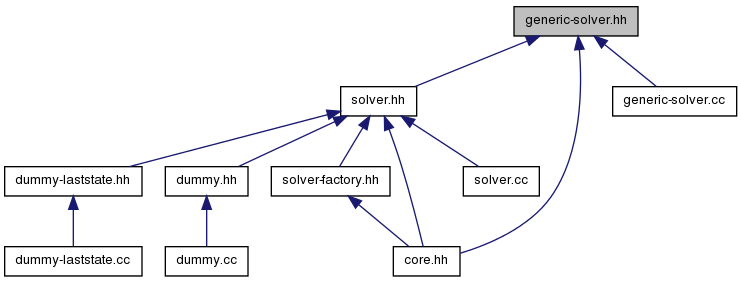 generic-solver.hh
solver.hh
generic-solver.cc
dummy-laststate.hh
dummy.hh
solver-factory.hh
solver.cc
dummy-laststate.cc
dummy.cc
core.hh